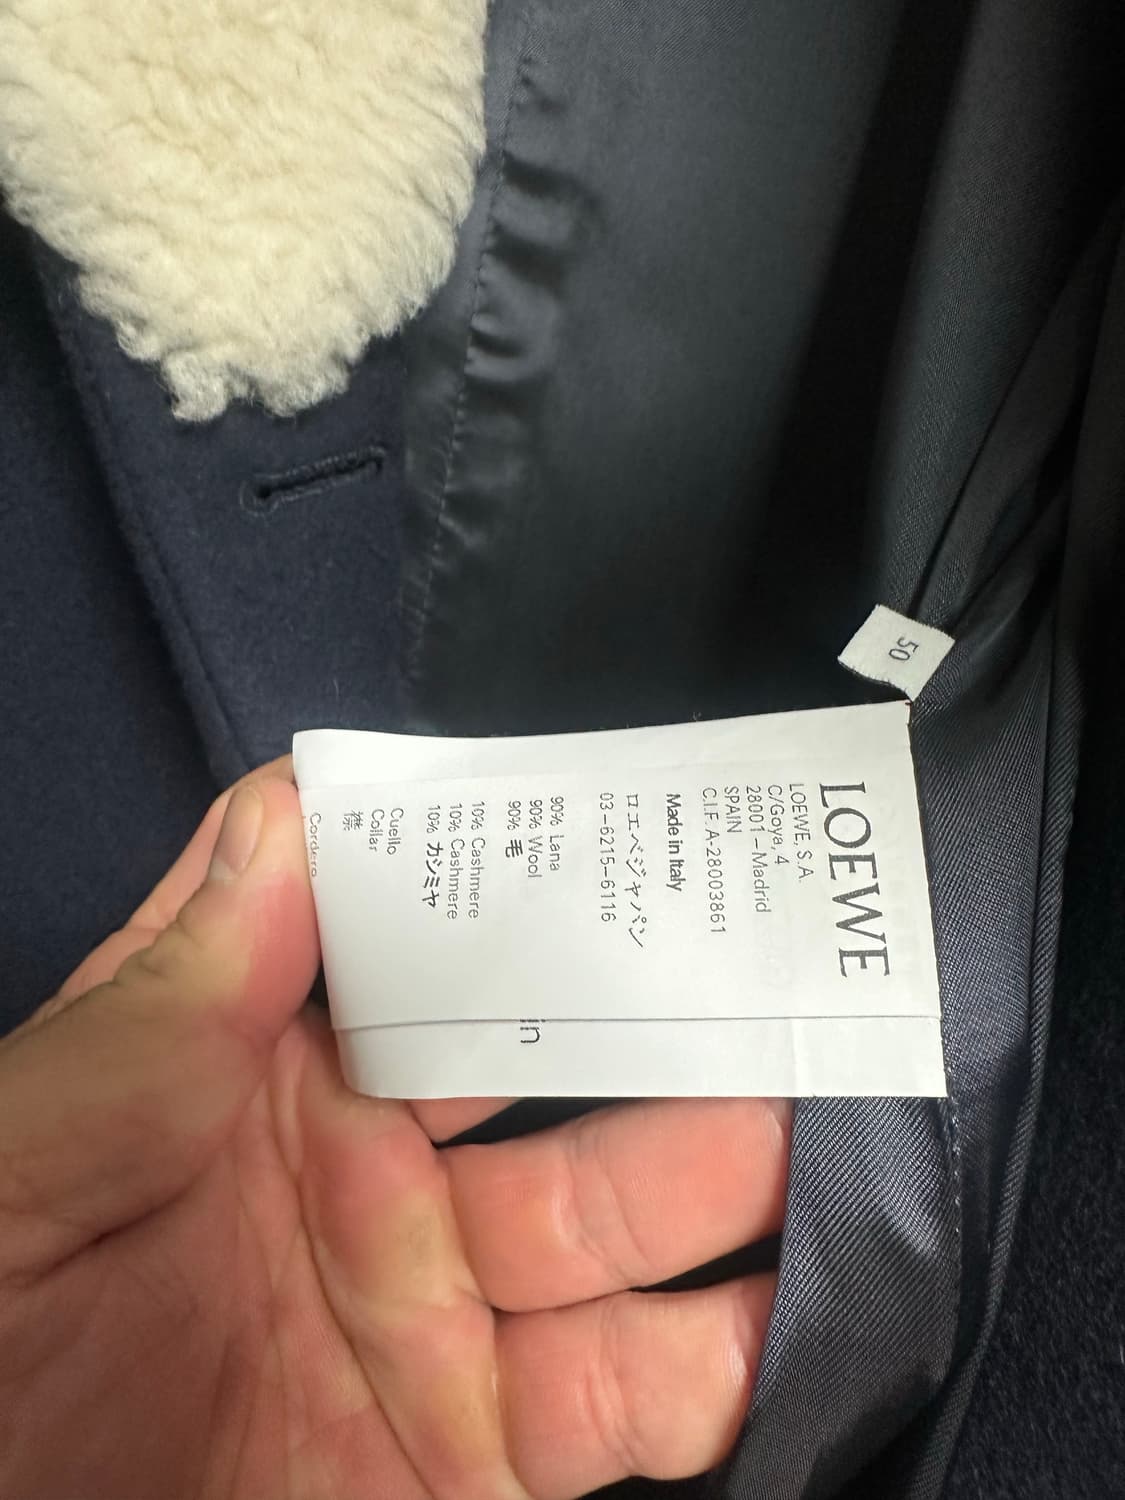 50
LOEWE
LOEWE, S.A.
C/Goya, 4
28001-Madrid
SPAIN
C.I.F. A-28003861
Made in Italy
ロエベジャパン
03-6215-6116
90% Lana
90% Wool
90% 毛
10% Cashmere
10% Cashmere
10% カシミヤ
Cuello
Collar
襟
Cordero
in